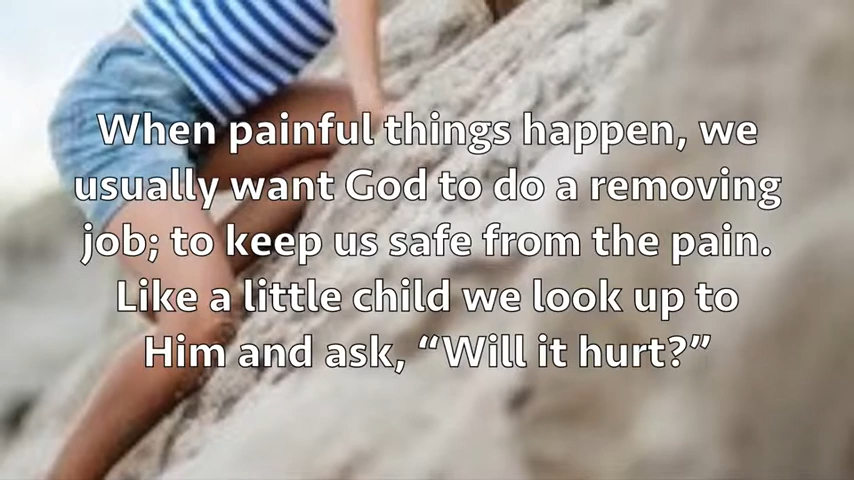 When painful things happen, we
usually want God to do a removing
job; to keep us safe from the pain.
Like a little child we look up to
Him and ask, “Will it hurt?”